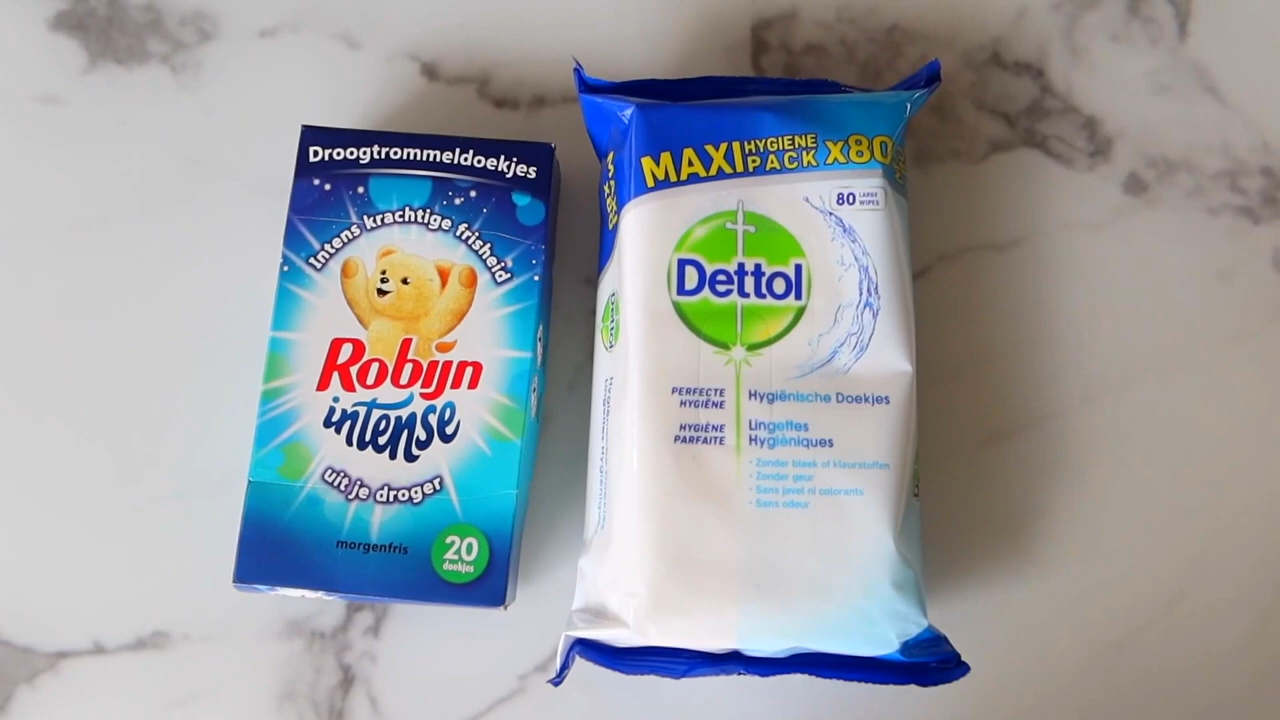 Droogtrommeldoekjes
Intens krachtige frisheid
Robijn
intense
uit je droger
morgenfris
20
doekjes
MAXI HYGIENE PACK x80
80 LARGE WIPES
Dettol
PERFECTE HYGIËNE
Hygiënische Doekjes
HYGIÈNE PARFAITE
Lingettes Hygièniques
• Zonder bleek of kleurstoffen
• Zonder geur
• Sans javel ni colorants
• Sans odeur
Dettol